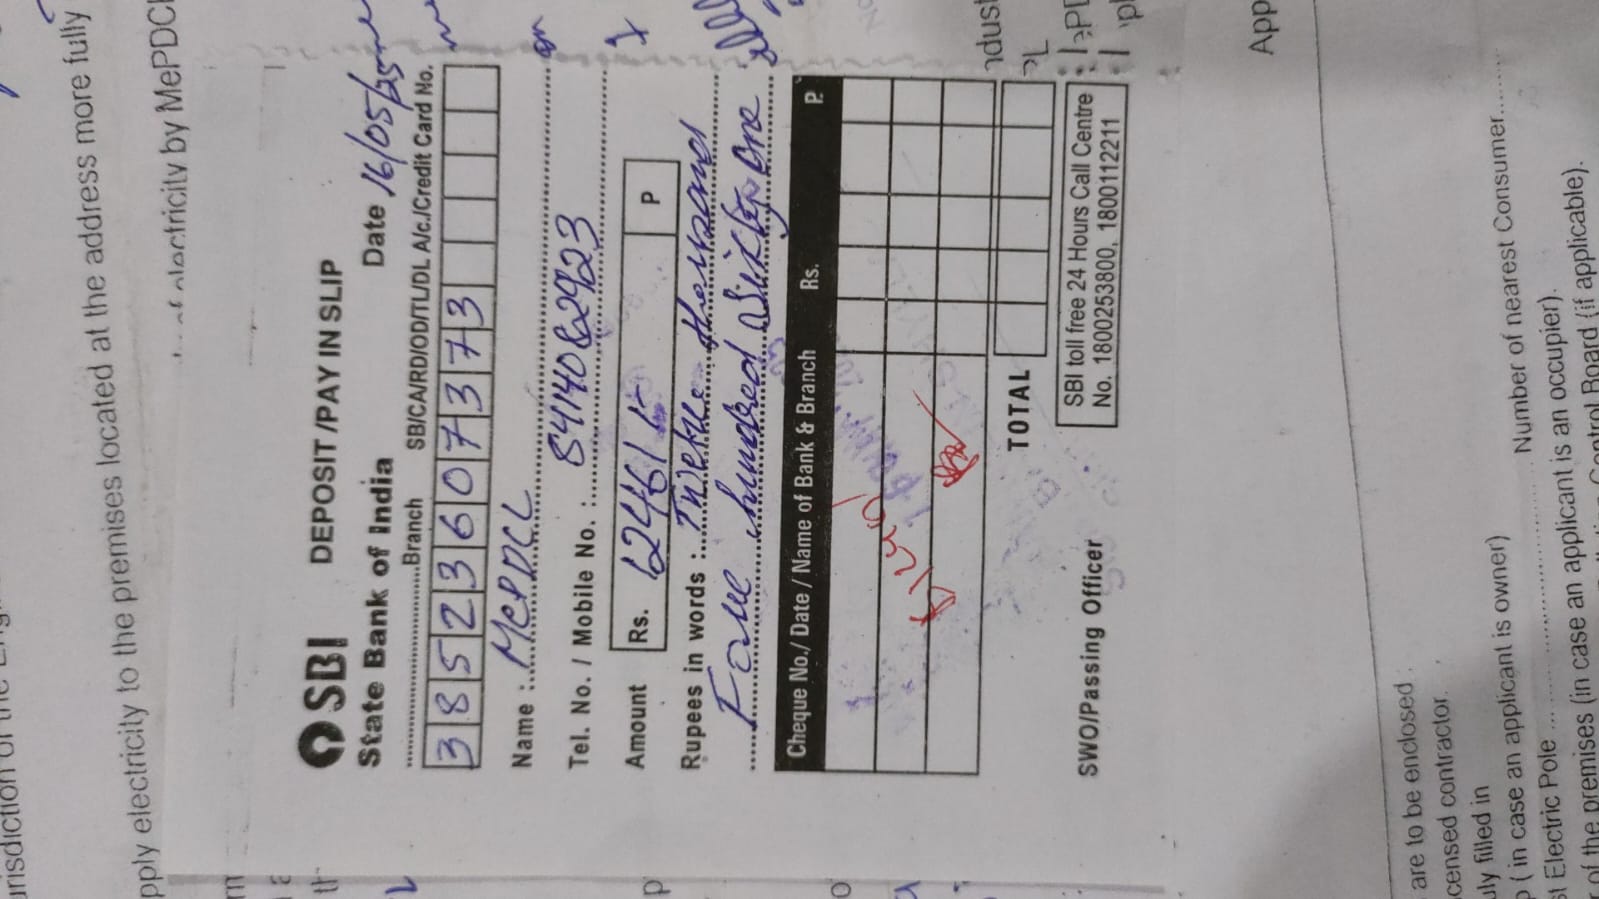 jurisdiction of the
pply electricity to the premises located at the address more fully
electricity by MePDCL
SBI DEPOSIT /PAY IN SLIP
State Bank of India Date 16/05/25
Branch SB/CA/RD/OD/TL/DL A/c./Credit Card No.
38523607373
Name : MePDCL
Tel. No. / Mobile No. : 8414082923
Amount Rs. 12461 P
Rupees in words : Twelve thousand
Four hundred Sixty One
Cheque No./ Date / Name of Bank & Branch Rs. P.
TOTAL
SBI toll free 24 Hours Call Centre
No. 1800253800, 18001122211
SWO/Passing Officer
App
are to be enclosed :
censed contractor.
uly filled in
p ( in case an applicant is owner) Number of nearest Consumer
st Electric Pole
r of the premises (in case an applicant is an occupier).
Control Board (if applicable).